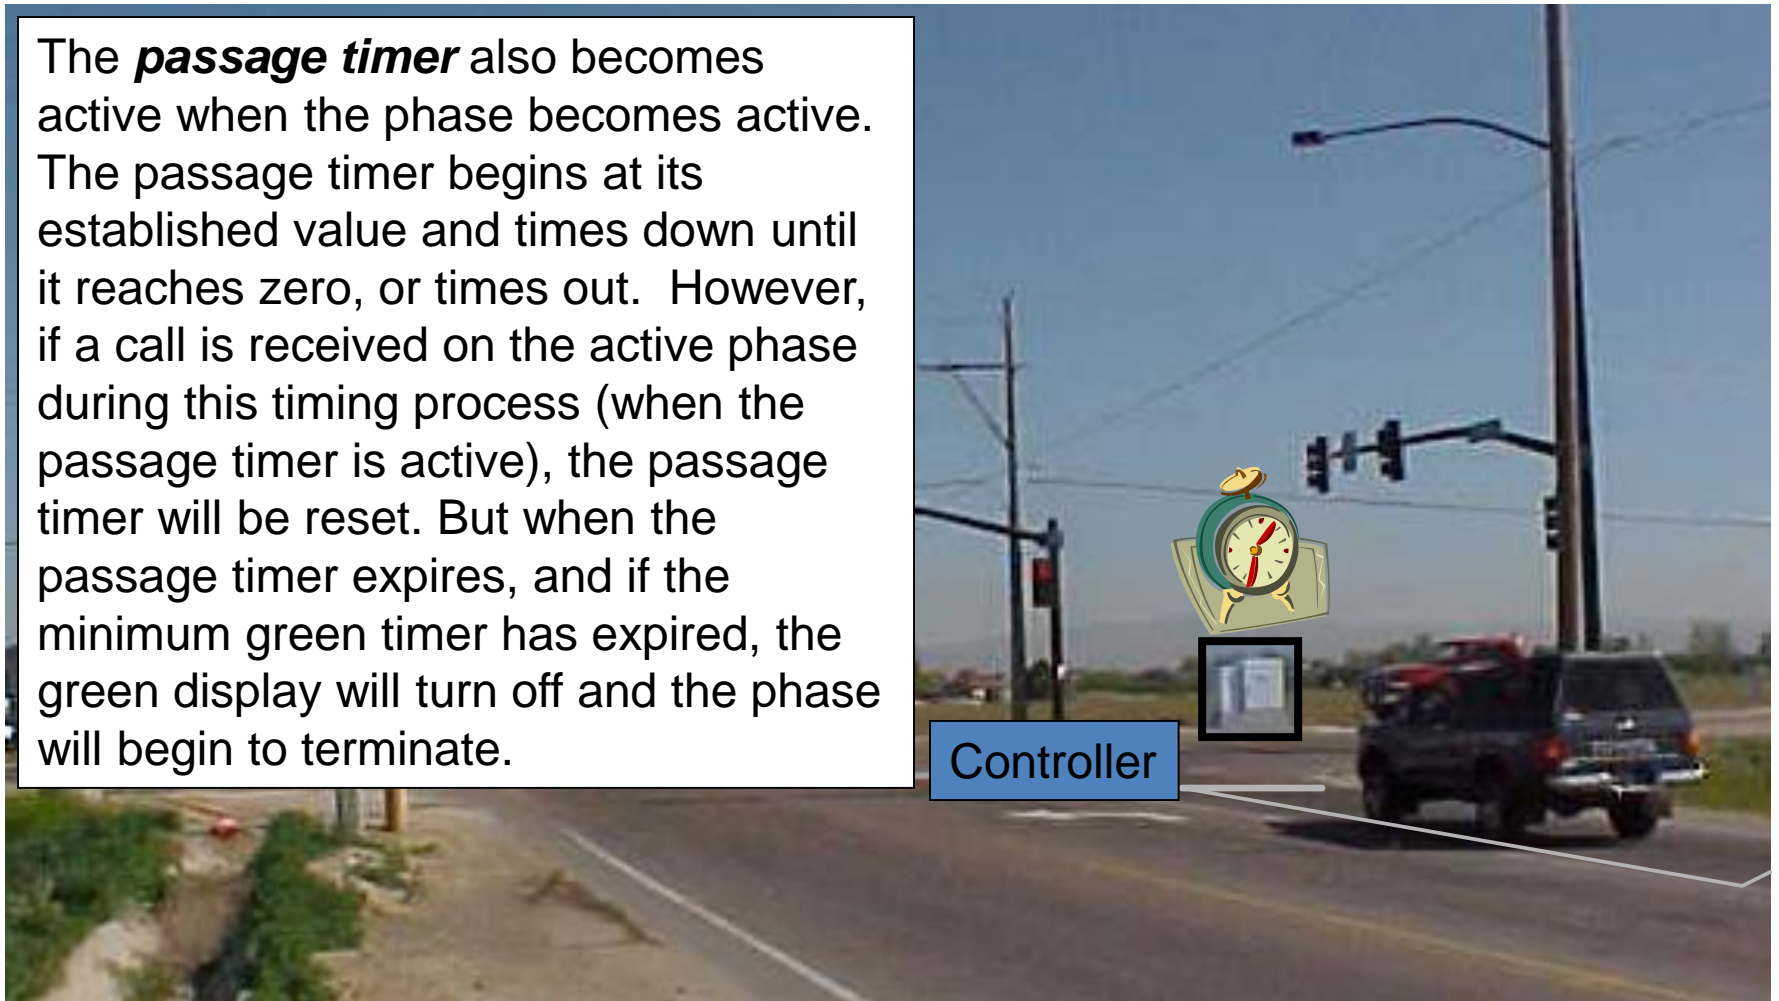 The passage timer also becomes
active when the phase becomes active.
The passage timer begins at its
established value and times down until
it reaches zero, or times out.  However,
if a call is received on the active phase
during this timing process (when the
passage timer is active), the passage
timer will be reset. But when the
passage timer expires, and if the
minimum green timer has expired, the
green display will turn off and the phase
will begin to terminate.
Controller